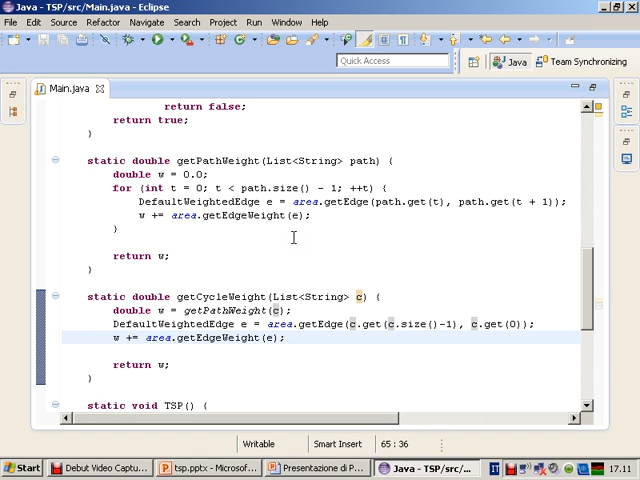 Java - TSP/src/Main.java - Eclipse
File Edit Source Refactor Navigate Search Project Run Window Help
Quick Access
Java
Team Synchronizing
Main.java
return false;
return true;
}
static double getPathWeight(List<String> path) {
double w = 0.0;
for (int t = 0; t < path.size() - 1; ++t) {
DefaultWeightedEdge e = area.getEdge(path.get(t), path.get(t + 1));
w += area.getEdgeWeight(e);
}
return w;
}
static double getCycleWeight(List<String> c) {
double w = getPathWeight(c);
DefaultWeightedEdge e = area.getEdge(c.get(c.size()-1), c.get(0));
w += area.getEdgeWeight(e);
return w;
}
static void TSP() {
Writable
Smart Insert
65 : 36
Start
Debut Video Captu...
tsp.pptx - Microsof...
Presentazione di P...
Java - TSP/src/...
IT
17.11